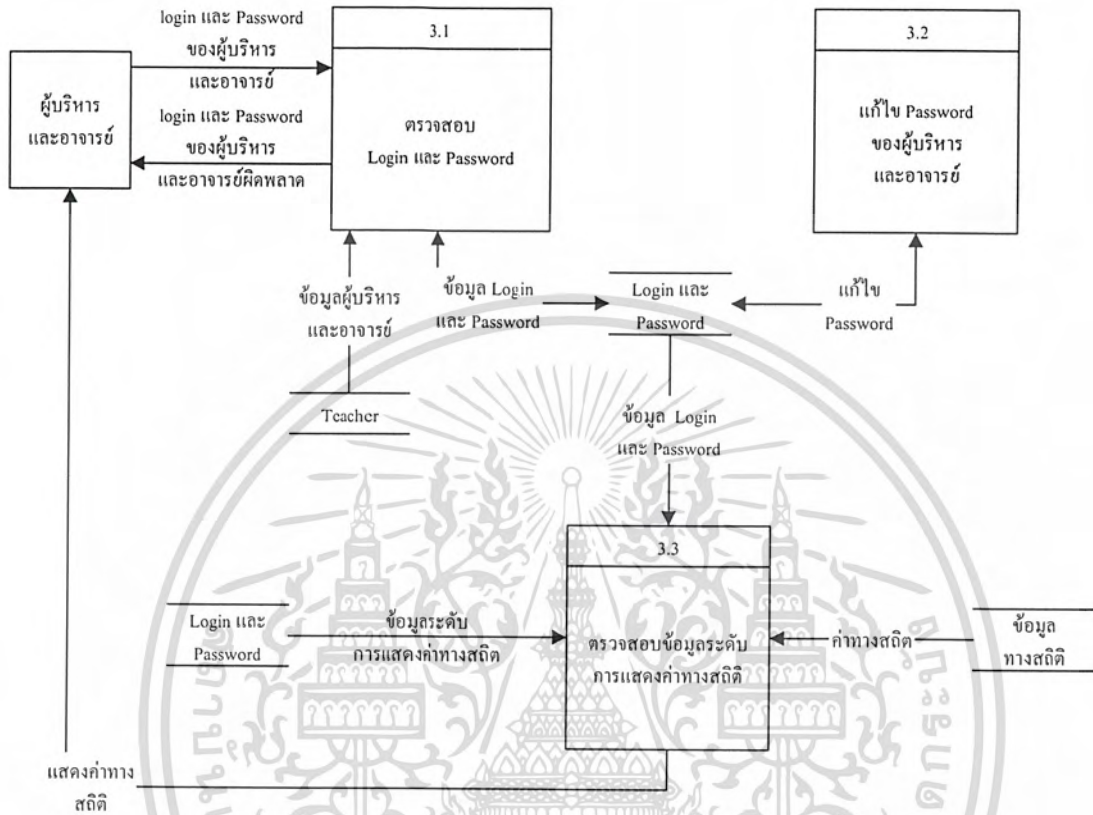 login และ Password
ของผู้บริหาร
และอาจารย์
login และ Password
ของผู้บริหาร
และอาจารย์ผิดพลาด
ผู้บริหาร
และอาจารย์
3.1
ตรวจสอบ
Login และ Password
3.2
แก้ไข Password
ของผู้บริหาร
และอาจารย์
ข้อมูลผู้บริหาร
และอาจารย์
ข้อมูล Login
และ Password
Login และ
Password
แก้ไข
Password
Teacher
ข้อมูล Login
และ Password
3.3
ตรวจสอบข้อมูลระดับ
การแสดงค่าทางสถิติ
Login และ
Password
ข้อมูลระดับ
การแสดงค่าทางสถิติ
ค่าทางสถิติ
ข้อมูล
ทางสถิติ
แสดงค่าทาง
สถิติ